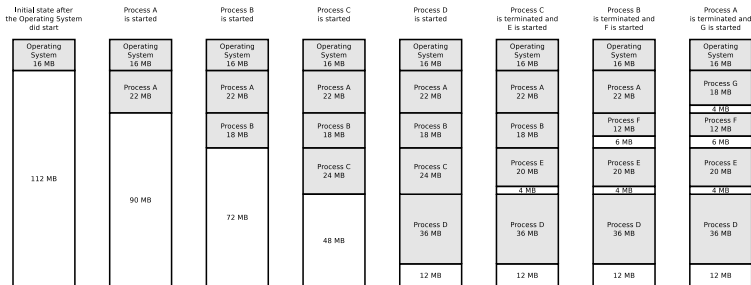 Initial state after
the Operating System
did start
Process A
is started
Process B
is started
Process C
is started
Process D
is started
Process C
is terminated and
E is started
Process B
is terminated and
F is started
Process A
is terminated and
G is started
Operating
System
16 MB
112 MB
Operating
System
16 MB
Process A
22 MB
90 MB
Operating
System
16 MB
Process A
22 MB
Process B
18 MB
72 MB
Operating
System
16 MB
Process A
22 MB
Process B
18 MB
Process C
24 MB
48 MB
Operating
System
16 MB
Process A
22 MB
Process B
18 MB
Process C
24 MB
Process D
36 MB
12 MB
Operating
System
16 MB
Process A
22 MB
Process B
18 MB
Process E
20 MB
4 MB
Process D
36 MB
12 MB
Operating
System
16 MB
Process A
22 MB
Process F
12 MB
6 MB
Process E
20 MB
4 MB
Process D
36 MB
12 MB
Operating
System
16 MB
Process G
18 MB
4 MB
Process F
12 MB
6 MB
Process E
20 MB
4 MB
Process D
36 MB
12 MB